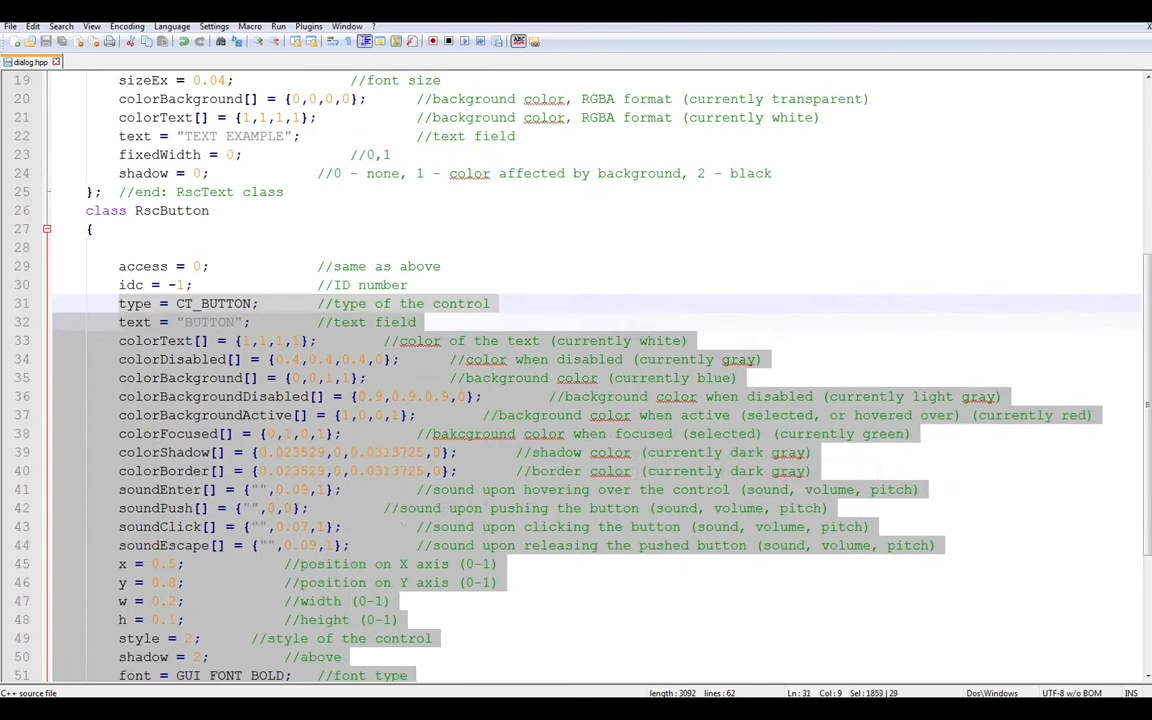 File Edit Search View Encoding Language Settings Macro Run Plugins Window ? X
dialog.hpp
19 sizeEx = 0.04; //font size
20 colorBackground[] = {0,0,0,0}; //background color, RGBA format (currently transparent)
21 colorText[] = {1,1,1,1}; //background color, RGBA format (currently white)
22 text = "TEXT EXAMPLE"; //text field
23 fixedWidth = 0; //0,1
24 shadow = 0; //0 - none, 1 - color affected by background, 2 - black
25 }; //end: RscText class
26 class RscButton
27 {
28
29 access = 0; //same as above
30 idc = -1; //ID number
31 type = CT_BUTTON; //type of the control
32 text = "BUTTON"; //text field
33 colorText[] = {1,1,1,1}; //color of the text (currently white)
34 colorDisabled[] = {0.4,0.4,0.4,0}; //color when disabled (currently gray)
35 colorBackground[] = {0,0,1,1}; //background color (currently blue)
36 colorBackgroundDisabled[] = {0.9,0.9.0.9,0}; //background color when disabled (currently light gray)
37 colorBackgroundActive[] = {1,0,0,1}; //background color when active (selected, or hovered over) (currently red)
38 colorFocused[] = {0,1,0,1}; //bakcground color when focused (selected) (currently green)
39 colorShadow[] = {0.023529,0,0.0313725,0}; //shadow color (currently dark gray)
40 colorBorder[] = {0.023529,0,0.0313725,0}; //border color (currently dark gray)
41 soundEnter[] = {"",0.09,1}; //sound upon hovering over the control (sound, volume, pitch)
42 soundPush[] = {"",0,0}; //sound upon pushing the button (sound, volume, pitch)
43 soundClick[] = {"",0.07,1}; //sound upon clicking the button (sound, volume, pitch)
44 soundEscape[] = {"",0.09,1}; //sound upon releasing the pushed button (sound, volume, pitch)
45 x = 0.5; //position on X axis (0-1)
46 y = 0.8; //position on Y axis (0-1)
47 w = 0.2; //width (0-1)
48 h = 0.1; //height (0-1)
49 style = 2; //style of the control
50 shadow = 2; //above
51 font = GUI_FONT_BOLD; //font type
C++ source file length : 3092 lines : 62 Ln : 31 Col : 9 Sel : 1853 | 29 Dos\Windows UTF-8 w/o BOM INS